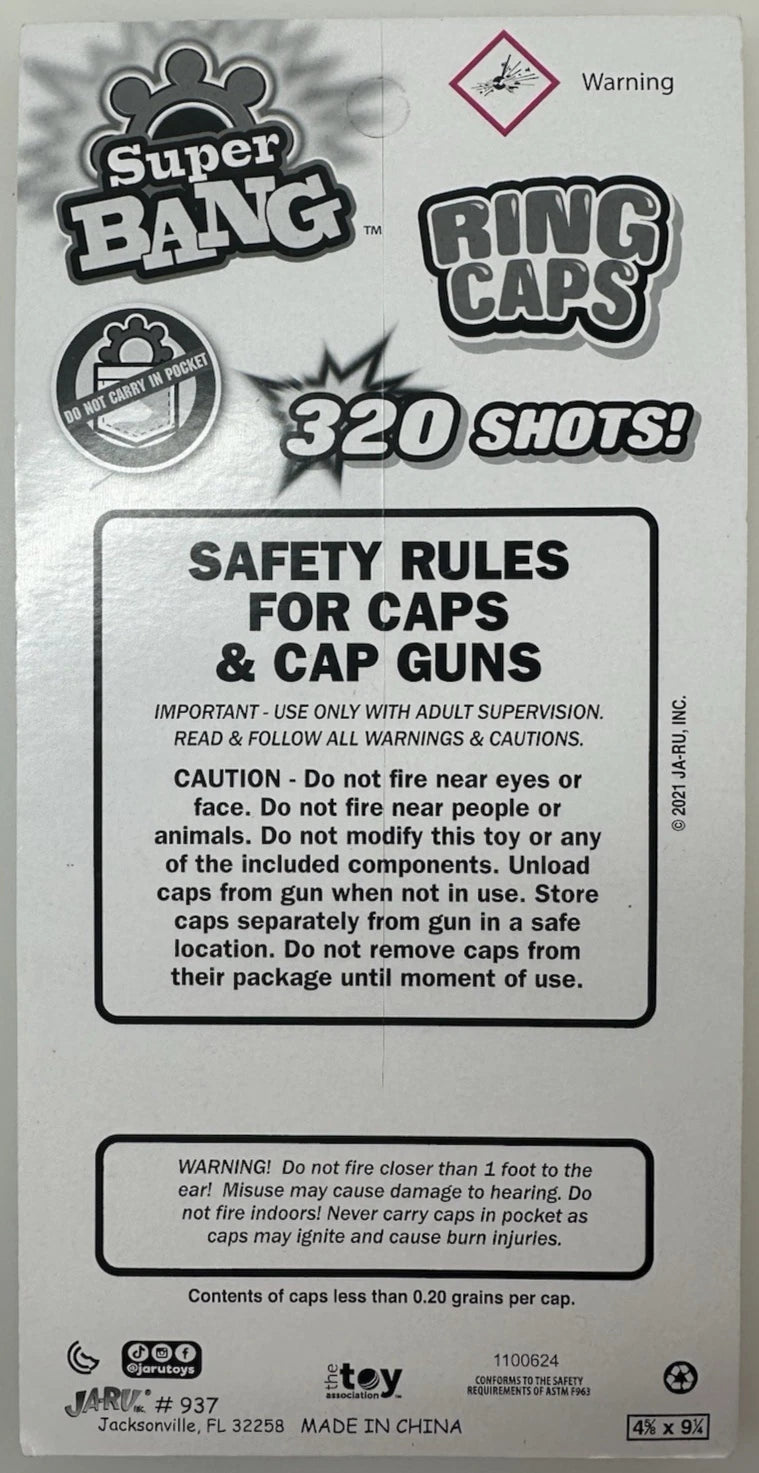 Warning
Super
BANG™
RING
CAPS
DO NOT CARRY IN POCKET
320 SHOTS!
SAFETY RULES
FOR CAPS
& CAP GUNS
IMPORTANT - USE ONLY WITH ADULT SUPERVISION.
READ & FOLLOW ALL WARNINGS & CAUTIONS.
CAUTION - Do not fire near eyes or
face. Do not fire near people or
animals. Do not modify this toy or any
of the included components. Unload
caps from gun when not in use. Store
caps separately from gun in a safe
location. Do not remove caps from
their package until moment of use.
© 2021 JA-RU, INC.
WARNING! Do not fire closer than 1 foot to the
ear! Misuse may cause damage to hearing. Do
not fire indoors! Never carry caps in pocket as
caps may ignite and cause burn injuries.
Contents of caps less than 0.20 grains per cap.
@jarutoys
the toy
association™
1100624
CONFORMS TO THE SAFETY
REQUIREMENTS OF ASTM F963
JA-RU INC. # 937
Jacksonville, FL 32258 MADE IN CHINA
4⅝ x 9¼